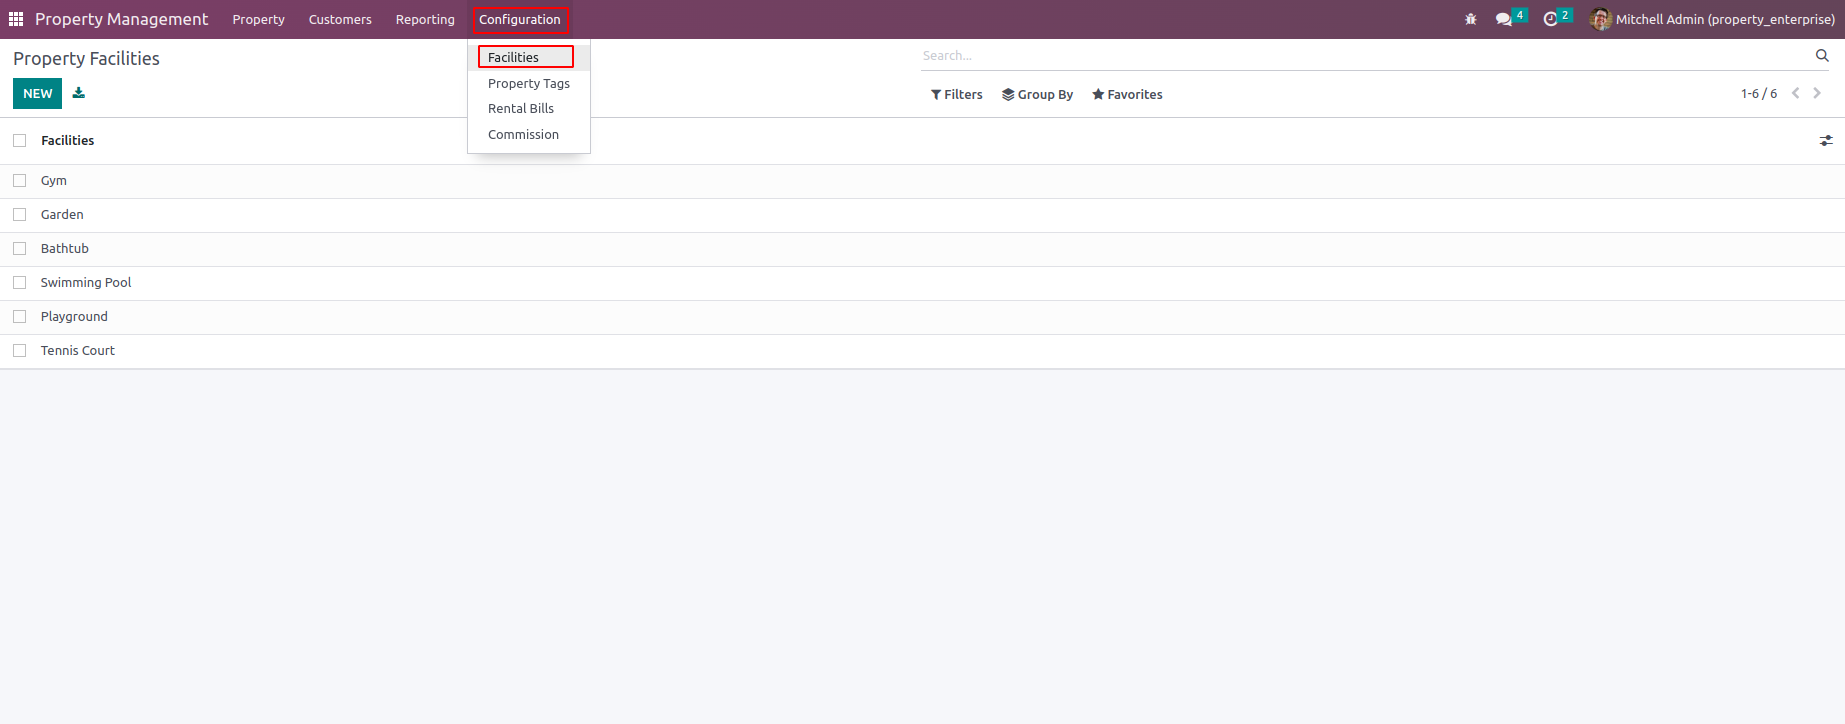 Property Management Property Customers Reporting Configuration 4 2 Mitchell Admin (property_enterprise)
Property Facilities
Search...
NEW
Filters Group By Favorites 1-6 / 6
Facilities
Property Tags
Rental Bills
Commission
Facilities
Gym
Garden
Bathtub
Swimming Pool
Playground
Tennis Court